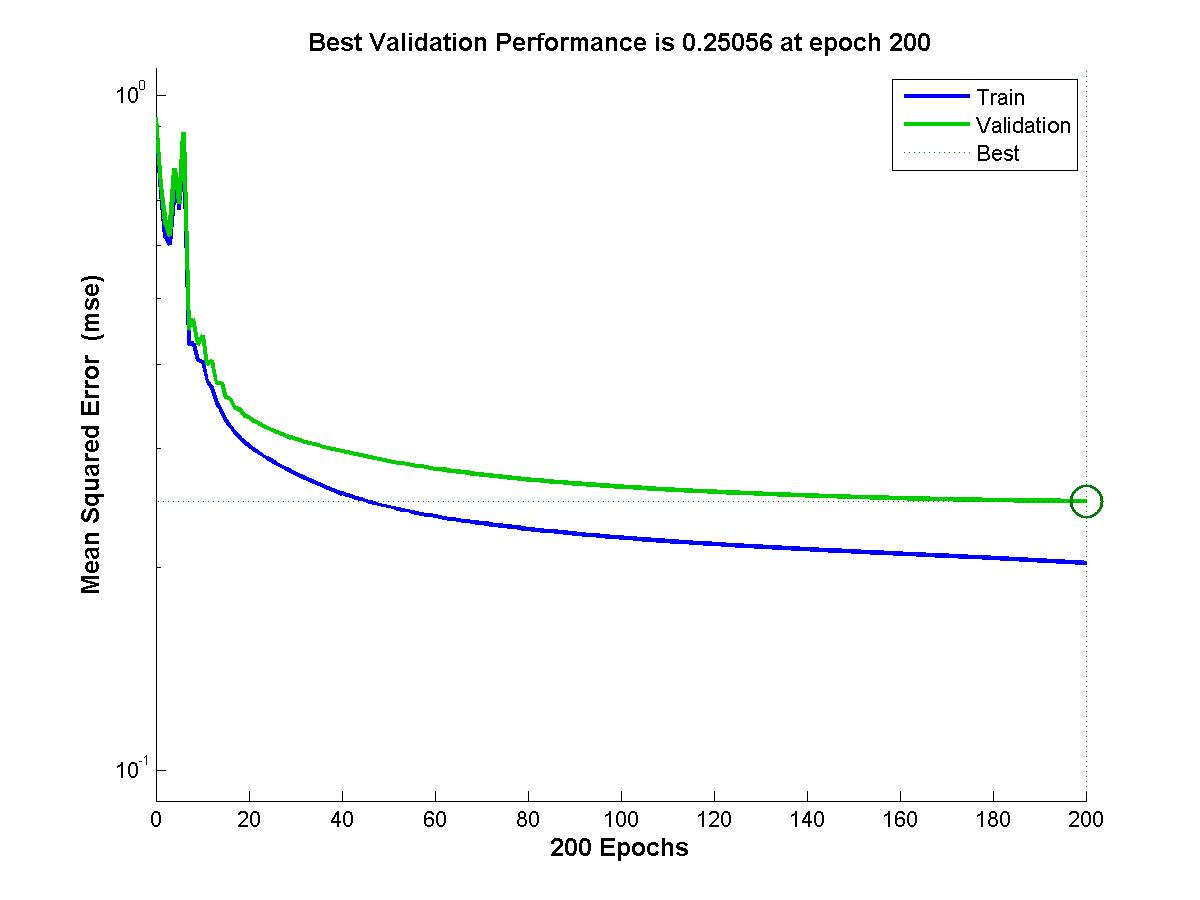 Best Validation Performance is 0.25056 at epoch 200
10^0
Train
Validation
Best
Mean Squared Error (mse)
10^-1
0 20 40 60 80 100 120 140 160 180 200
200 Epochs